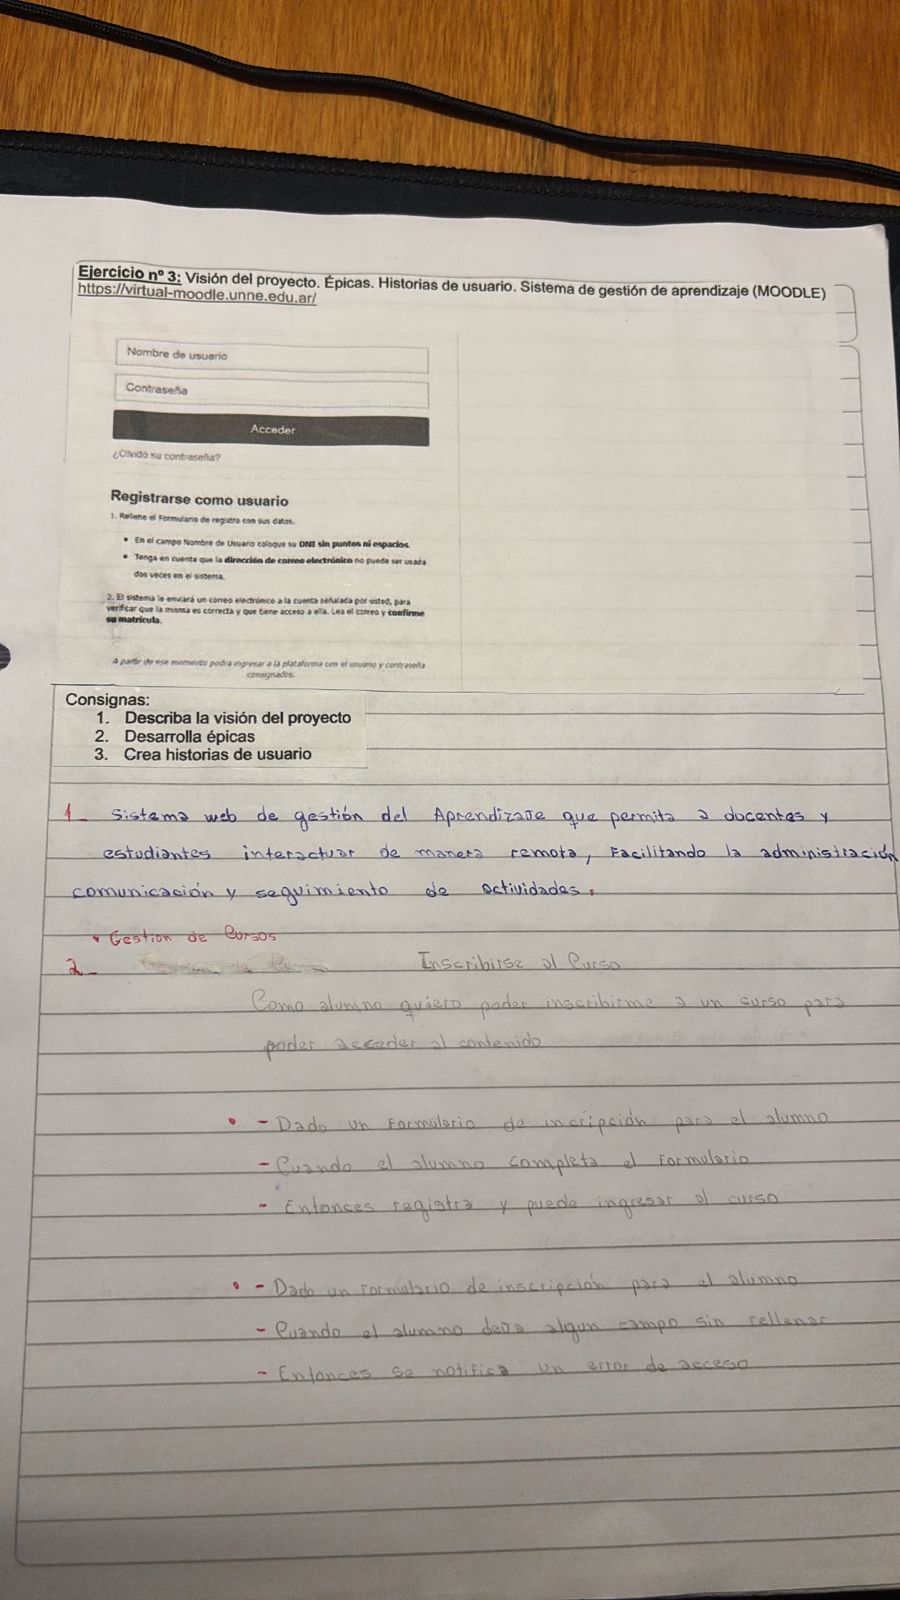 Ejercicio nº 3: Visión del proyecto. Épicas. Historias de usuario. Sistema de gestión de aprendizaje (MOODLE)
https://virtual-moodle.unne.edu.ar/
Nombre de usuario
Contraseña
Acceder
¿Olvidó su contraseña?
Registrarse como usuario
1. Rellene el Formulario de registro con sus datos.
• En el campo Nombre de Usuario coloque su DNI sin puntos ni espacios.
• Tenga en cuenta que la dirección de correo electrónico no puede ser usada
dos veces en el sistema.
2. El sistema le enviará un correo electrónico a la cuenta señalada por usted, para
verificar que la misma es correcta y que tiene acceso a ella. Lea el correo y confirme
su matrícula.
A partir de ese momento podrá ingresar a la plataforma con el usuario y contraseña
consignados.
Consignas:
1. Describa la visión del proyecto
2. Desarrolla épicas
3. Crea historias de usuario
1- Sistema web de gestión del Aprendizaje que permita a docentes y
estudiantes interactuar de manera remota, Facilitando la administración
comunicación y seguimiento de actividades.
• Gestion de Cursos
2- Inscribirse al Curso
Como alumno quiero poder inscribirme a un curso para
poder acceder al contenido
• - Dado un Formulario de incripción para el alumno
- Cuando el alumno completa el Formulario
- Entonces registra y puede ingresar al curso
• - Dado un Formulario de inscripción para el alumno
- Cuando el alumno deja algun campo sin rellenar
- Entonces se notifica un error de acceso